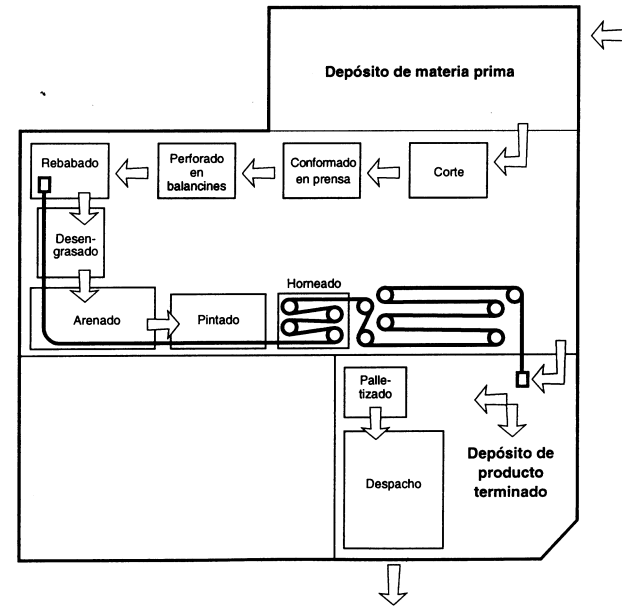 Depósito de materia prima
Rebabado
Perforado
en
balancines
Conformado
en prensa
Corte
Desen-
grasado
Horneado
Arenado
Pintado
Palle-
tizado
Despacho
Depósito de
producto
terminado